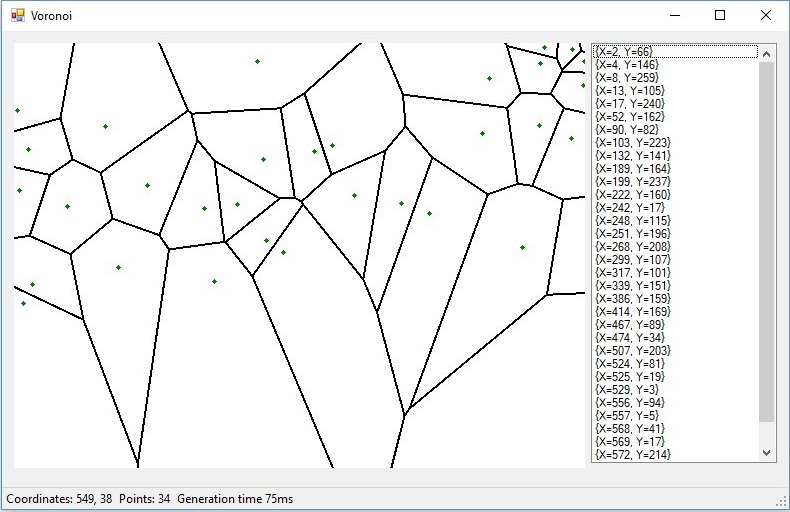 Voronoi
{X=2, Y=66}
{X=4, Y=146}
{X=8, Y=259}
{X=13, Y=105}
{X=17, Y=240}
{X=52, Y=162}
{X=90, Y=82}
{X=103, Y=223}
{X=132, Y=141}
{X=189, Y=164}
{X=199, Y=237}
{X=222, Y=160}
{X=242, Y=17}
{X=248, Y=115}
{X=251, Y=196}
{X=268, Y=208}
{X=299, Y=107}
{X=317, Y=101}
{X=339, Y=151}
{X=386, Y=159}
{X=414, Y=169}
{X=467, Y=89}
{X=474, Y=34}
{X=507, Y=203}
{X=524, Y=81}
{X=525, Y=19}
{X=529, Y=3}
{X=556, Y=94}
{X=557, Y=5}
{X=568, Y=41}
{X=569, Y=17}
{X=572, Y=214}
Coordinates: 549, 38 Points: 34 Generation time 75ms